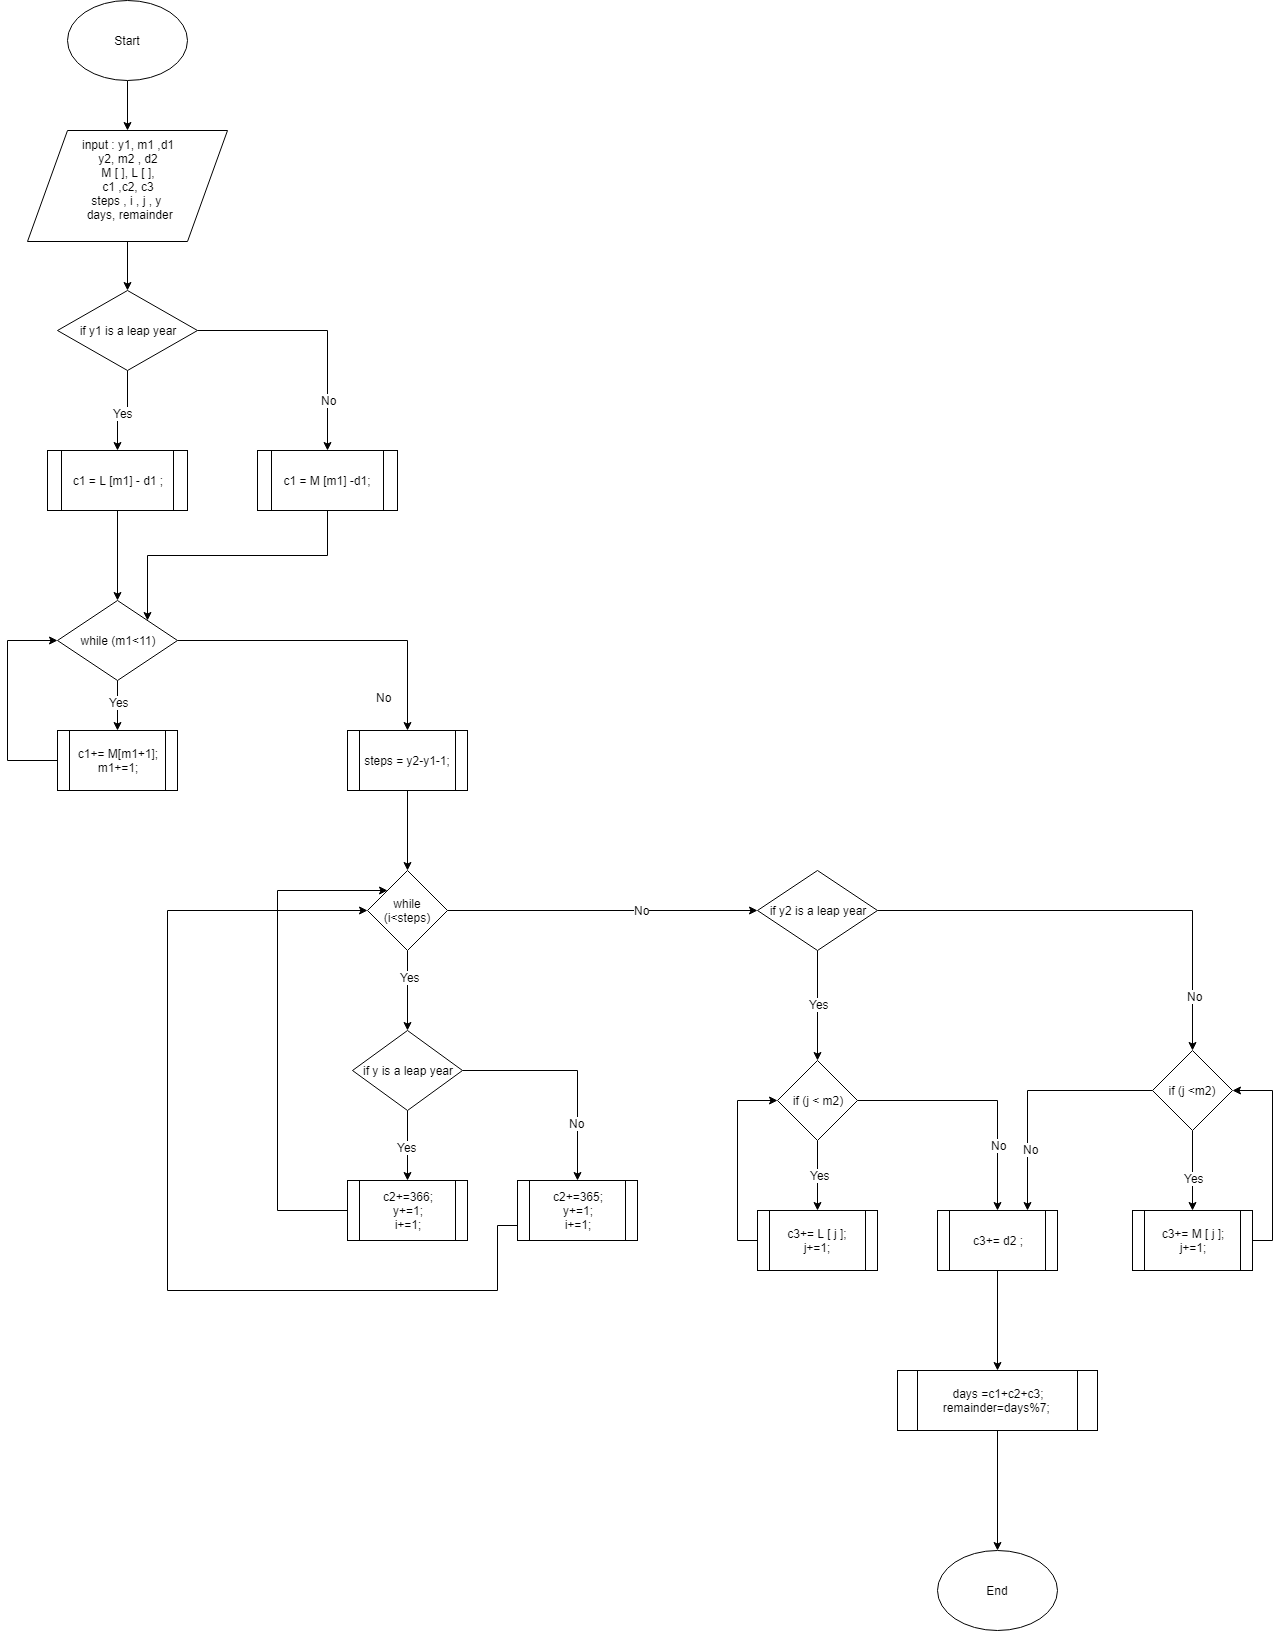 Start
input : y1, m1 ,d1
y2, m2 , d2
M [ ], L [ ],
c1 ,c2, c3
steps , i , j , y
days, remainder
if y1 is a leap year
Yes
No
c1 = L [m1] - d1 ;
c1 = M [m1] -d1;
while (m1<11)
Yes
No
c1+= M[m1+1];
m1+=1;
steps = y2-y1-1;
while
(i<steps)
No
if y2 is a leap year
Yes
No
Yes
if y is a leap year
if (j < m2)
if (j <m2)
Yes
No
Yes
No
No
Yes
c2+=366;
y+=1;
i+=1;
c2+=365;
y+=1;
i+=1;
c3+= L [ j ];
j+=1;
c3+= d2 ;
c3+= M [ j ];
j+=1;
days =c1+c2+c3;
remainder=days%7;
End